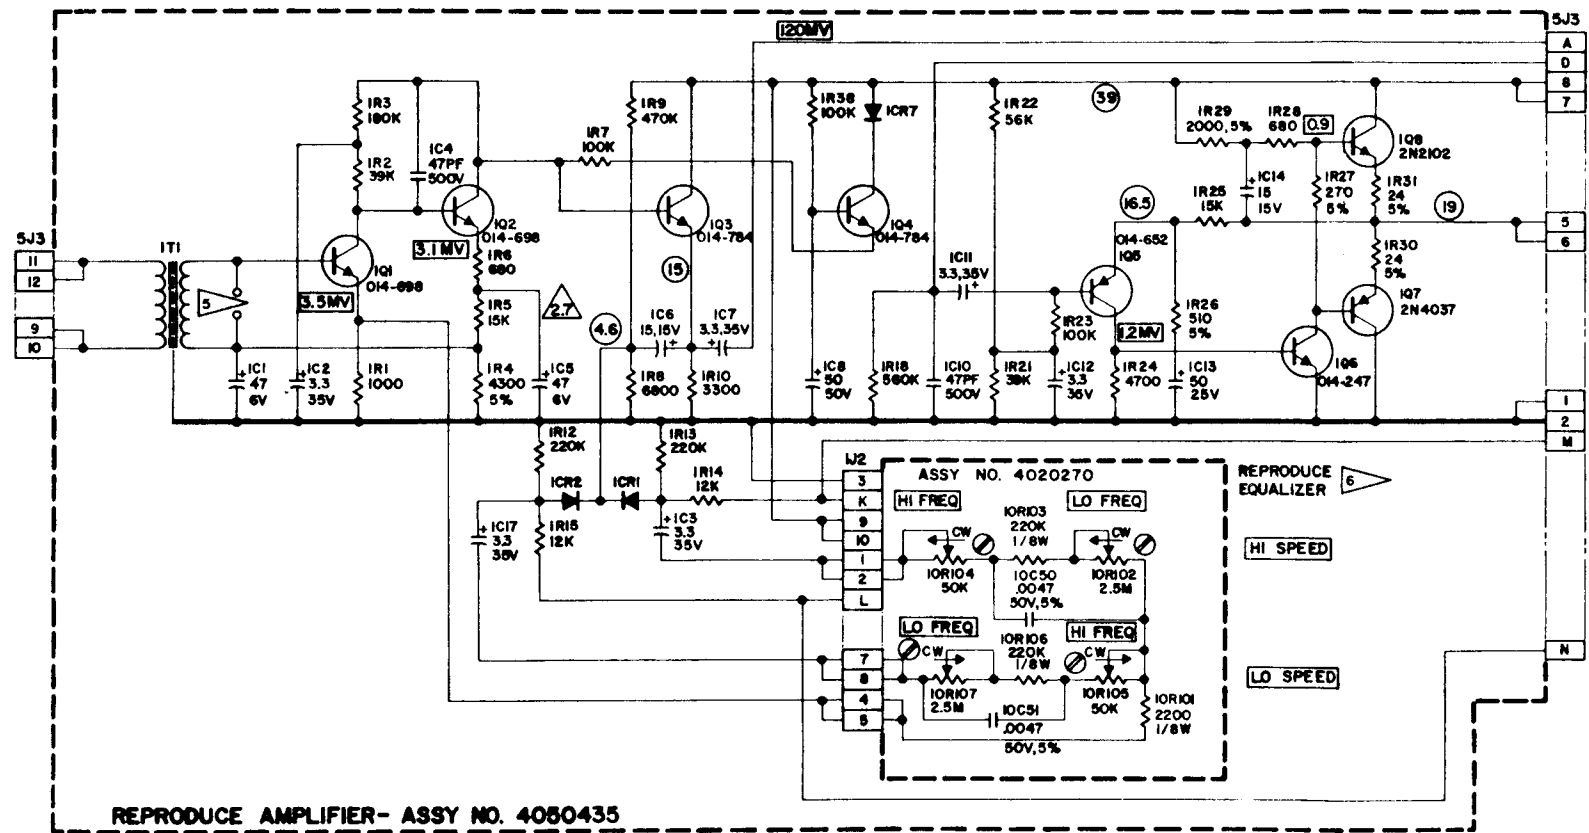 120MV
5J3
A
D
8
7
1R3
180K
1R2
39K
1C4
47PF
500V
1R9
470K
1R7
100K
1R38
100K
1CR7
1R22
56K
39
1R29
2000, 5%
1R28
680
0.9
1Q8
2N2102
1R27
270
5%
1C14
15
15V
1R31
24
5%
1R25
15K
16.5
19
5
6
5J3
11
12
9
10
1T1
5
3.5MV
1Q1
014-698
3.1MV
1Q2
014-698
1R6
680
1R5
15K
2.7
4.6
1Q3
014-784
15
1C6
15,15V
1C7
3.3,35V
1Q4
014-784
1C11
3.3,35V
014-652
1Q5
1R23
100K
12MV
1R26
510
5%
1R30
24
5%
1Q7
2N4037
1Q6
014-247
1C1
47
6V
1C2
3.3
35V
1R1
1000
1R4
4300
5%
1C5
47
6V
1R8
6800
1R10
3300
1C8
50
50V
1R18
560K
1C10
47PF
500V
1R21
39K
1C12
3.3
35V
1R24
4700
1C13
50
25V
1
2
M
1R12
220K
1R13
220K
1R14
12K
1CR2
1CR1
1C17
3.3
35V
1R15
12K
1C3
3.3
35V
1J2
3
K
9
10
1
2
L
7
8
4
5
ASSY NO. 4020270
HI FREQ
LO FREQ
10R103
220K
1/8W
CW
CW
10R104
50K
10C50
.0047
50V,5%
10R102
2.5M
LO FREQ
HI FREQ
10R106
220K
1/8W
CW
CW
10R107
2.5M
10C51
.0047
50V,5%
10R105
50K
10R101
2200
1/8W
REPRODUCE
EQUALIZER
6
HI SPEED
LO SPEED
N
REPRODUCE AMPLIFIER- ASSY NO. 4050435